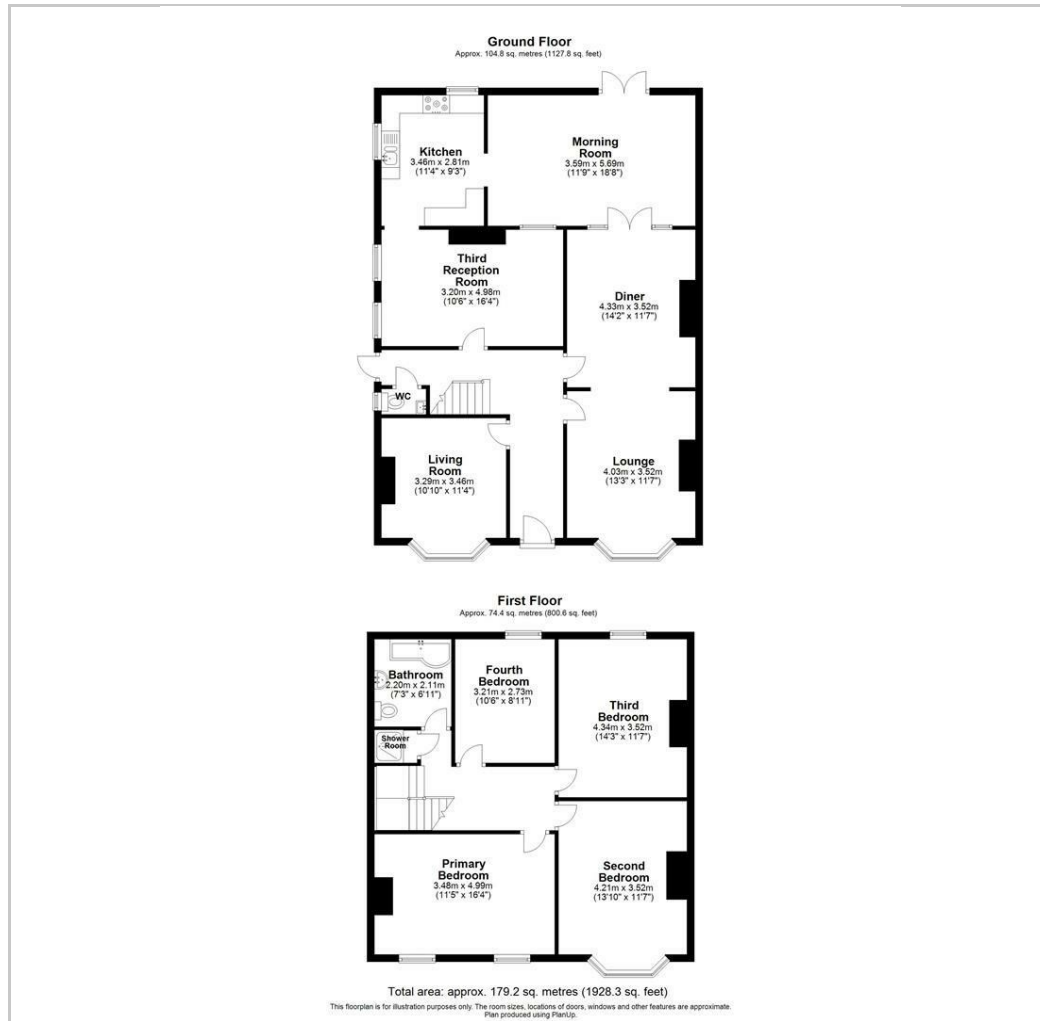 Ground Floor
Approx. 104.8 sq. metres (1127.8 sq. feet)
Kitchen
3.46m x 2.81m
(11'4" x 9'3")
Morning
Room
3.59m x 5.69m
(11'9" x 18'8")
Third
Reception
Room
3.20m x 4.98m
(10'6" x 16'4")
Diner
4.33m x 3.52m
(14'2" x 11'7")
WC
Living
Room
3.29m x 3.46m
(10'10" x 11'4")
Lounge
4.03m x 3.52m
(13'3" x 11'7")
First Floor
Approx. 74.4 sq. metres (800.6 sq. feet)
Bathroom
2.20m x 2.11m
(7'3" x 6'11")
Fourth
Bedroom
3.21m x 2.73m
(10'6" x 8'11")
Third
Bedroom
4.34m x 3.52m
(14'3" x 11'7")
Shower
Room
Primary
Bedroom
3.48m x 4.99m
(11'5" x 16'4")
Second
Bedroom
4.21m x 3.52m
(13'10" x 11'7")
Total area: approx. 179.2 sq. metres (1928.3 sq. feet)
This floorplan is for illustration purposes only. The room sizes, locations of doors, windows and other features are approximate.
Plan produced using PlanUp.